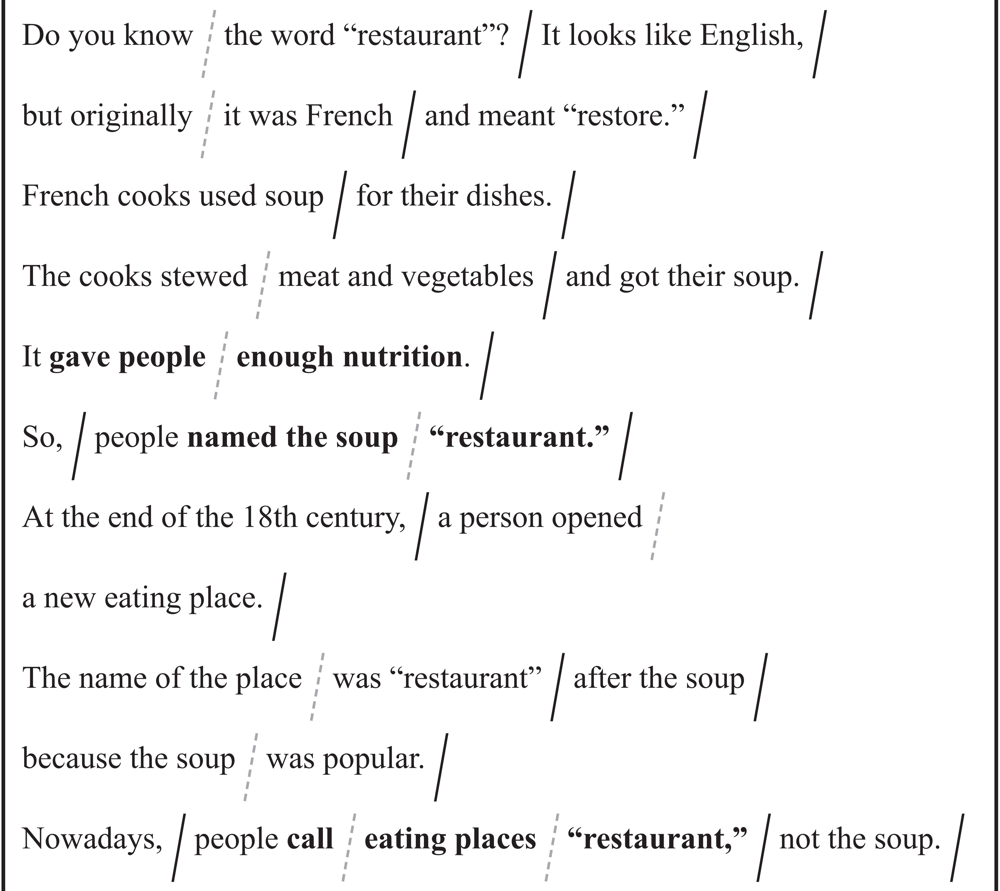 Do you know / the word “restaurant”? / It looks like English, /
but originally / it was French / and meant “restore.” /
French cooks used soup / for their dishes. /
The cooks stewed / meat and vegetables / and got their soup. /
It gave people / enough nutrition. /
So, / people named the soup / “restaurant.” /
At the end of the 18th century, / a person opened /
a new eating place. /
The name of the place / was “restaurant” / after the soup /
because the soup / was popular. /
Nowadays, / people call / eating places / “restaurant,” / not the soup. /